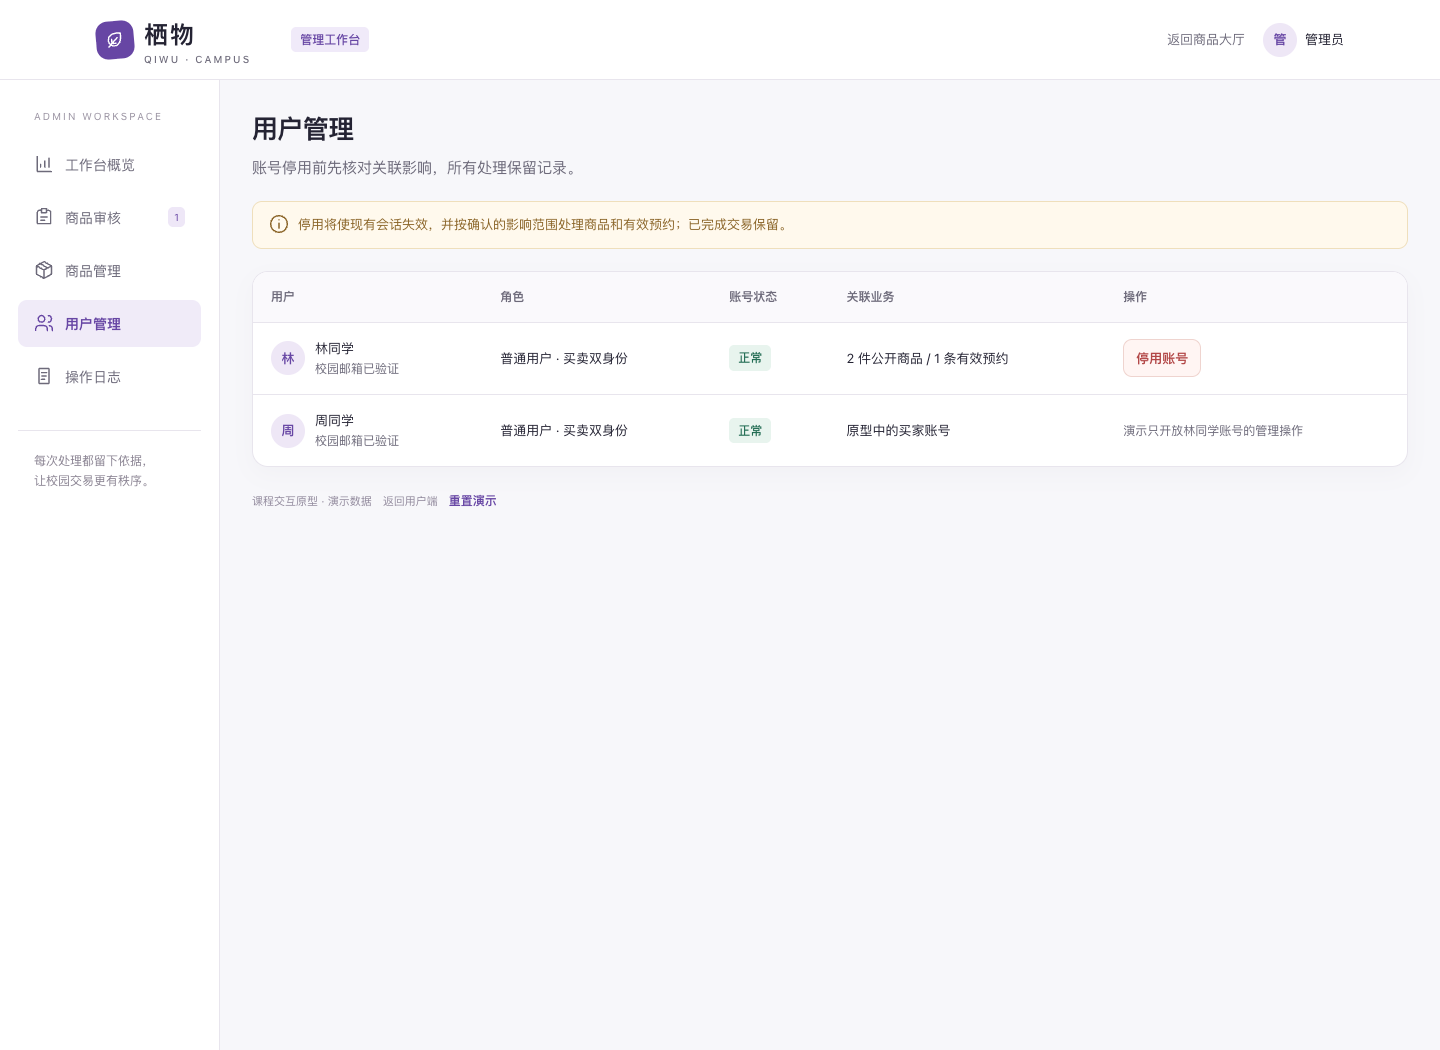 栖物
QIWU · CAMPUS
管理工作台
返回商品大厅
管
管理员
ADMIN WORKSPACE
工作台概览
商品审核
1
商品管理
用户管理
操作日志
每次处理都留下依据，
让校园交易更有秩序。
用户管理
账号停用前先核对关联影响，所有处理保留记录。
停用将使现有会话失效，并按确认的影响范围处理商品和有效预约；已完成交易保留。
用户 角色 账号状态 关联业务 操作
林
林同学
校园邮箱已验证
普通用户 · 买卖双身份
正常
2 件公开商品 / 1 条有效预约
停用账号
周
周同学
校园邮箱已验证
普通用户 · 买卖双身份
正常
原型中的买家账号
演示只开放林同学账号的管理操作
课程交互原型 · 演示数据 返回用户端 重置演示